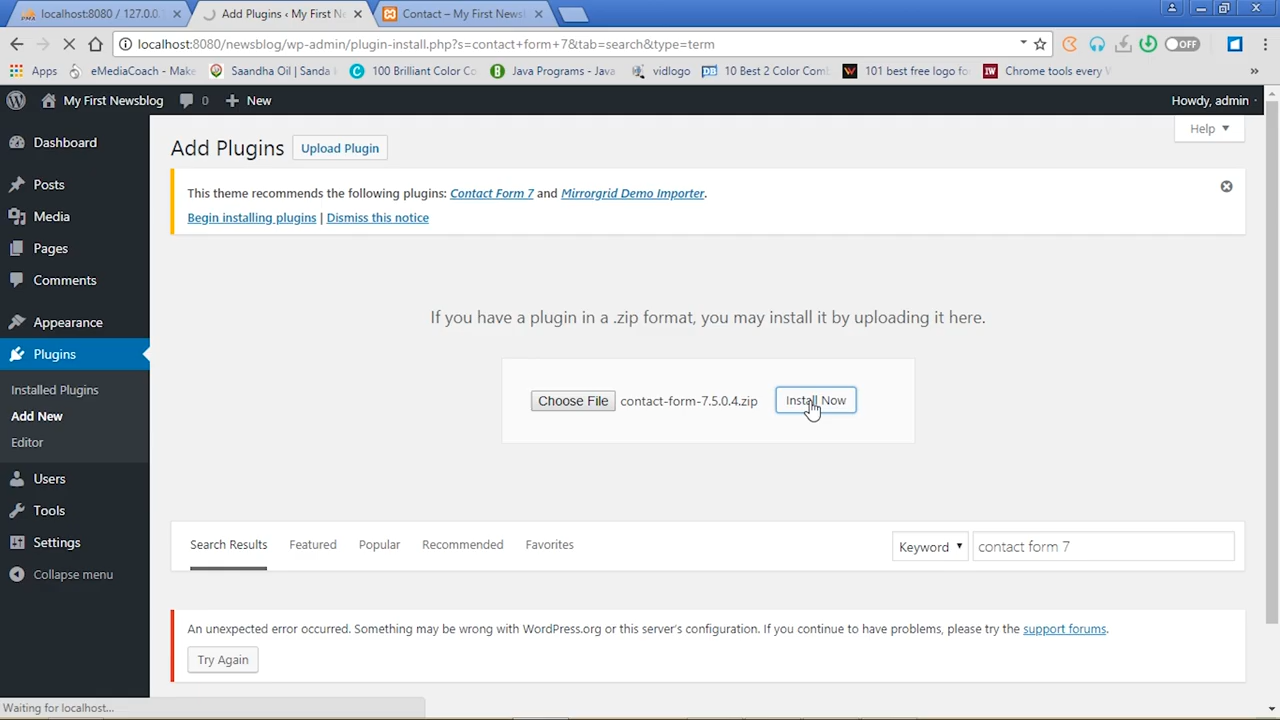 localhost:8080 / 127.0.0.
Add Plugins ‹ My First Ne
Contact – My First Newsl
localhost:8080/newsblog/wp-admin/plugin-install.php?s=contact+form+7&tab=search&type=term
OFF
Apps
eMediaCoach - Make
Saandha Oil | Sanda
100 Brilliant Color Co
Java Programs - Java
vidlogo
10 Best 2 Color Comb
101 best free logo fo
Chrome tools every W
»
My First Newsblog
0
New
Howdy, admin
Help
Dashboard
Posts
Media
Pages
Comments
Appearance
Plugins
Installed Plugins
Add New
Editor
Users
Tools
Settings
Collapse menu
Add Plugins
Upload Plugin
This theme recommends the following plugins: Contact Form 7 and Mirrorgrid Demo Importer.
Begin installing plugins | Dismiss this notice
If you have a plugin in a .zip format, you may install it by uploading it here.
Choose File contact-form-7.5.0.4.zip
Install Now
Search Results
Featured
Popular
Recommended
Favorites
Keyword
contact form 7
An unexpected error occurred. Something may be wrong with WordPress.org or this server's configuration. If you continue to have problems, please try the support forums.
Try Again
Waiting for localhost...